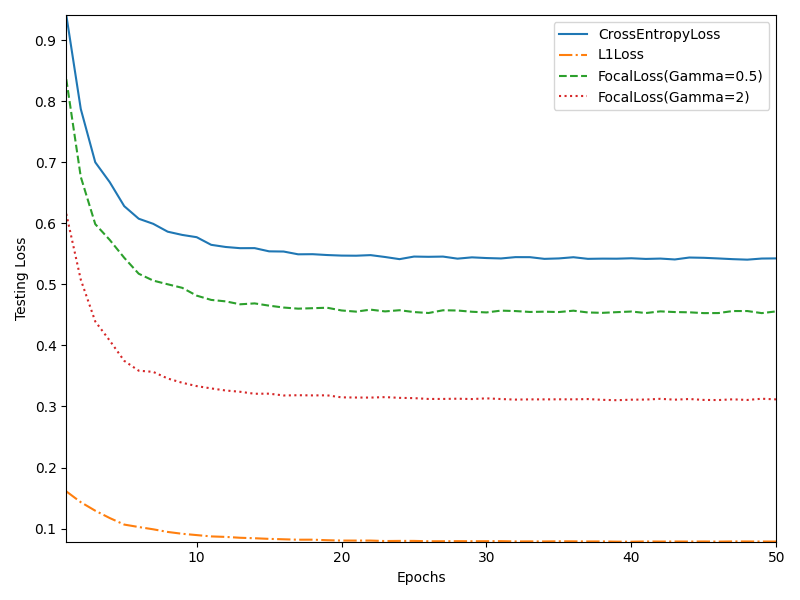 CrossEntropyLoss
L1Loss
FocalLoss(Gamma=0.5)
FocalLoss(Gamma=2)
0.9
0.8
0.7
0.6
0.5
0.4
0.3
0.2
0.1
Testing Loss
10 20 30 40 50
Epochs